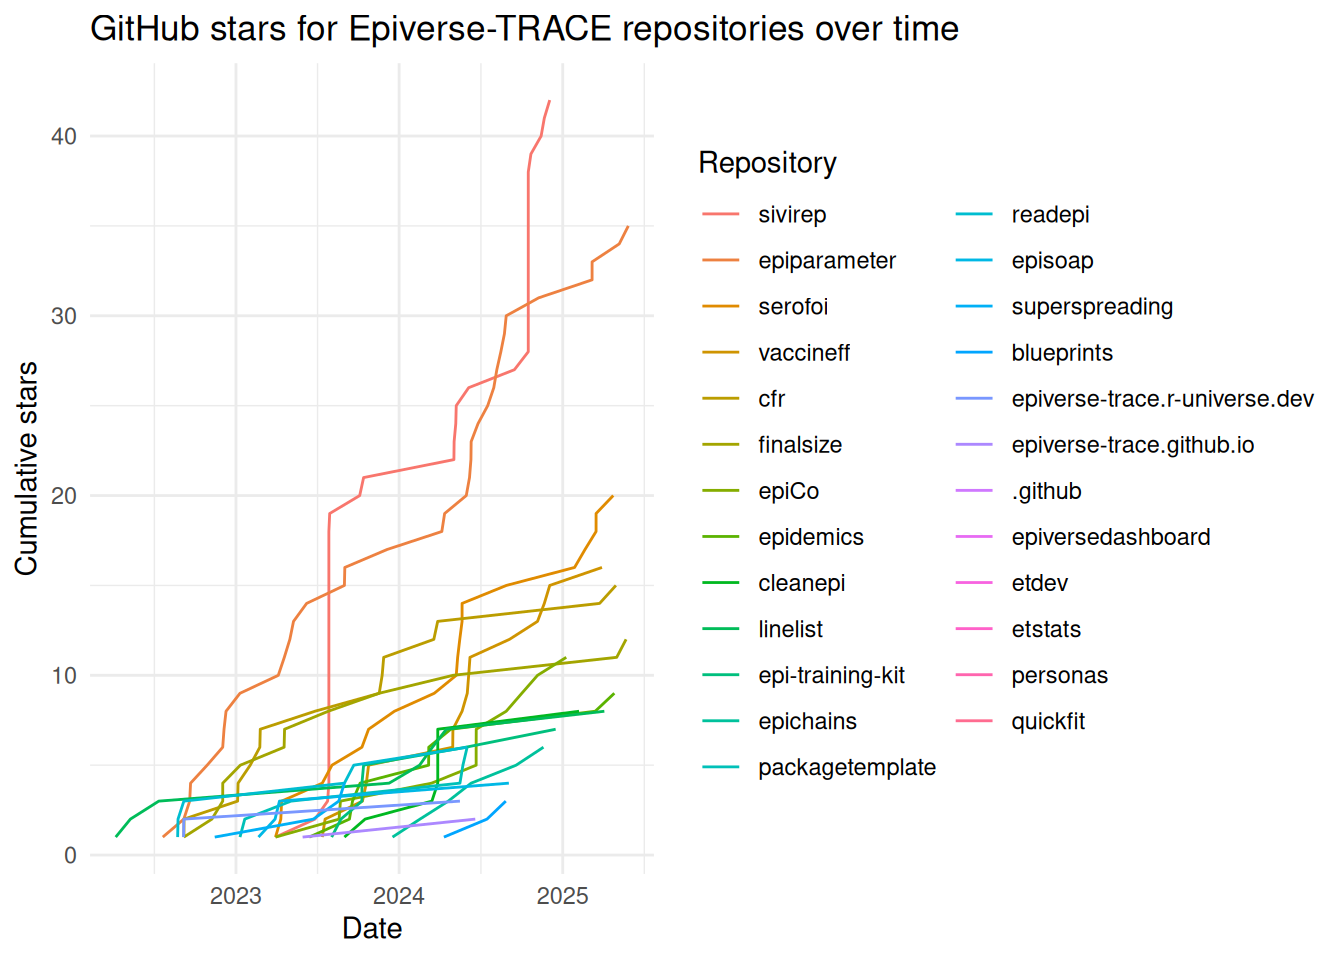 GitHub stars for Epiverse-TRACE repositories over time
Cumulative stars
40
30
20
10
0
2023
2024
2025
Date
Repository
sivirep
epiparameter
serofoi
vaccineff
cfr
finalsize
epiCo
epidemics
cleanepi
linelist
epi-training-kit
epichains
packagetemplate
readepi
episoap
superspreading
blueprints
epiverse-trace.r-universe.dev
epiverse-trace.github.io
.github
epiversedashboard
etdev
etstats
personas
quickfit